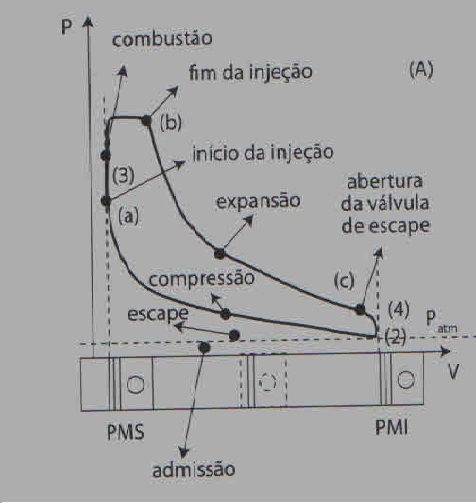 P
combustão
fim da injeção
(A)
(b)
início da injeção
(3)
(a)
expansão
abertura
da válvula
de escape
(c)
compressão
escape
(4)
(2)
P atm
V
PMS
PMI
admissão